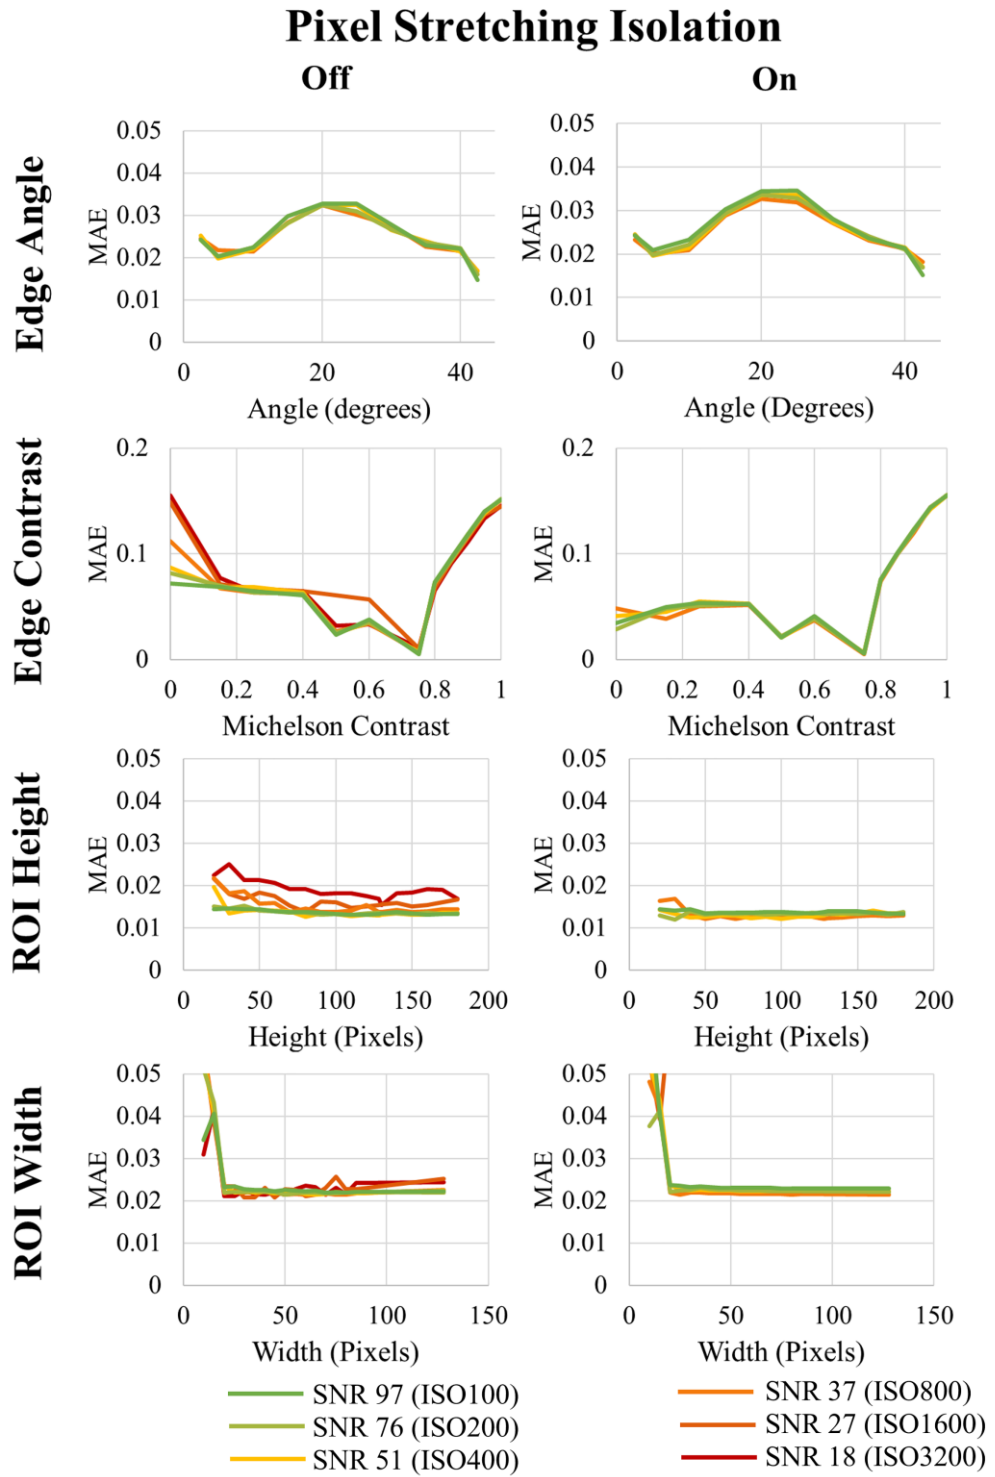 Pixel Stretching Isolation
Off
On
Edge Angle
MAE
0.05
0.04
0.03
0.02
0.01
0
0 20 40
Angle (degrees)
MAE
0.05
0.04
0.03
0.02
0.01
0
0 20 40
Angle (Degrees)
Edge Contrast
MAE
0.2
0.1
0
0 0.2 0.4 0.6 0.8 1
Michelson Contrast
MAE
0.2
0.1
0
0 0.2 0.4 0.6 0.8 1
Michelson Contrast
ROI Height
MAE
0.05
0.04
0.03
0.02
0.01
0
0 50 100 150 200
Height (Pixels)
MAE
0.05
0.04
0.03
0.02
0.01
0
0 50 100 150 200
Height (Pixels)
ROI Width
MAE
0.05
0.04
0.03
0.02
0.01
0
0 50 100 150
Width (Pixels)
MAE
0.05
0.04
0.03
0.02
0.01
0
0 50 100 150
Width (Pixels)
SNR 97 (ISO100)
SNR 76 (ISO200)
SNR 51 (ISO400)
SNR 37 (ISO800)
SNR 27 (ISO1600)
SNR 18 (ISO3200)